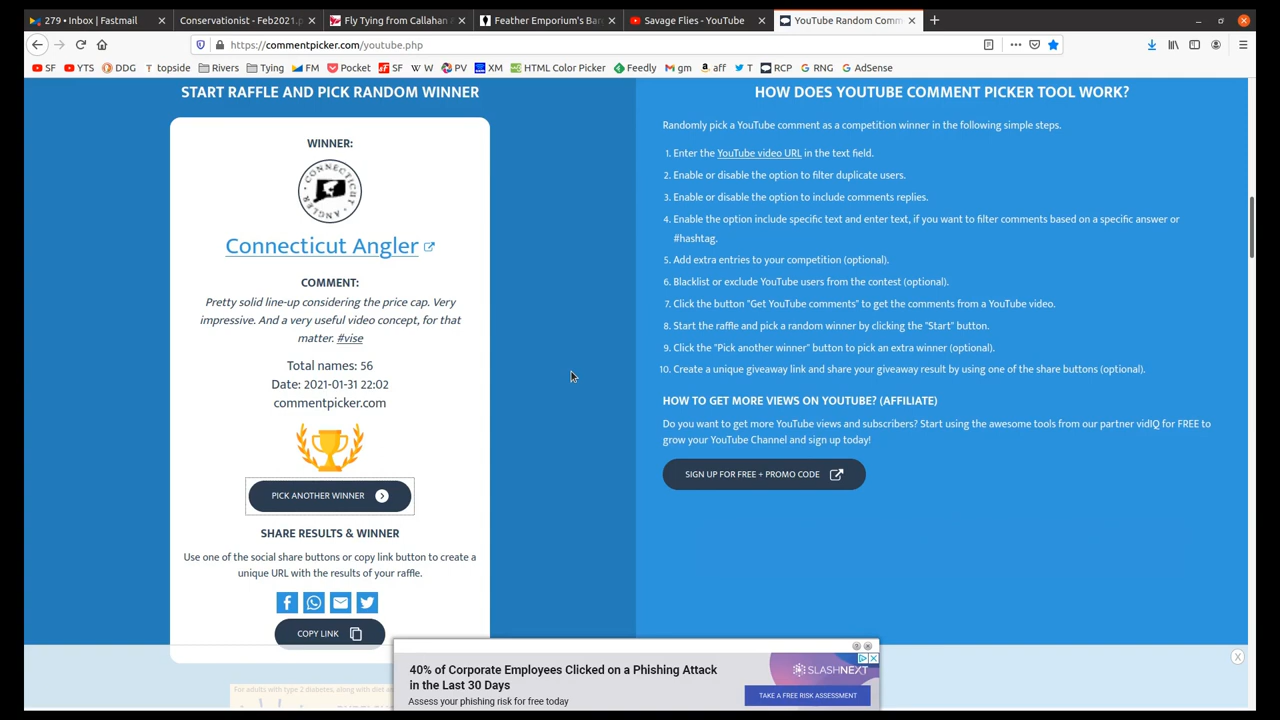 279 • Inbox | Fastmail
Conservationist - Feb2021.p
Fly Tying from Callahan A
Feather Emporium's Ban
Savage Flies - YouTube
YouTube Random Comm
https://commentpicker.com/youtube.php
SF
YTS
DDG
topside
Rivers
Tying
FM
Pocket
SF
W
PV
XM
HTML Color Picker
Feedly
gm
aff
T
RCP
RNG
AdSense
START RAFFLE AND PICK RANDOM WINNER
WINNER:
CONNECTICUT
ANGLER
Connecticut Angler
COMMENT:
Pretty solid line-up considering the price cap. Very
impressive. And a very useful video concept, for that
matter. #vise
Total names: 56
Date: 2021-01-31 22:02
commentpicker.com
PICK ANOTHER WINNER
SHARE RESULTS & WINNER
Use one of the social share buttons or copy link button to create a
unique URL with the results of your raffle.
COPY LINK
HOW DOES YOUTUBE COMMENT PICKER TOOL WORK?
Randomly pick a YouTube comment as a competition winner in the following simple steps.
1. Enter the YouTube video URL in the text field.
2. Enable or disable the option to filter duplicate users.
3. Enable or disable the option to include comments replies.
4. Enable the option include specific text and enter text, if you want to filter comments based on a specific answer or
#hashtag.
5. Add extra entries to your competition (optional).
6. Blacklist or exclude YouTube users from the contest (optional).
7. Click the button "Get YouTube comments" to get the comments from a YouTube video.
8. Start the raffle and pick a random winner by clicking the "Start" button.
9. Click the "Pick another winner" button to pick an extra winner (optional).
10. Create a unique giveaway link and share your giveaway result by using one of the share buttons (optional).
HOW TO GET MORE VIEWS ON YOUTUBE? (AFFILIATE)
Do you want to get more YouTube views and subscribers? Start using the awesome tools from our partner vidIQ for FREE to
grow your YouTube Channel and sign up today!
SIGN UP FOR FREE + PROMO CODE
40% of Corporate Employees Clicked on a Phishing Attack
in the Last 30 Days
Assess your phishing risk for free today
SLASHNEXT
TAKE A FREE RISK ASSESSMENT
For adults with type 2 diabetes, along with diet an